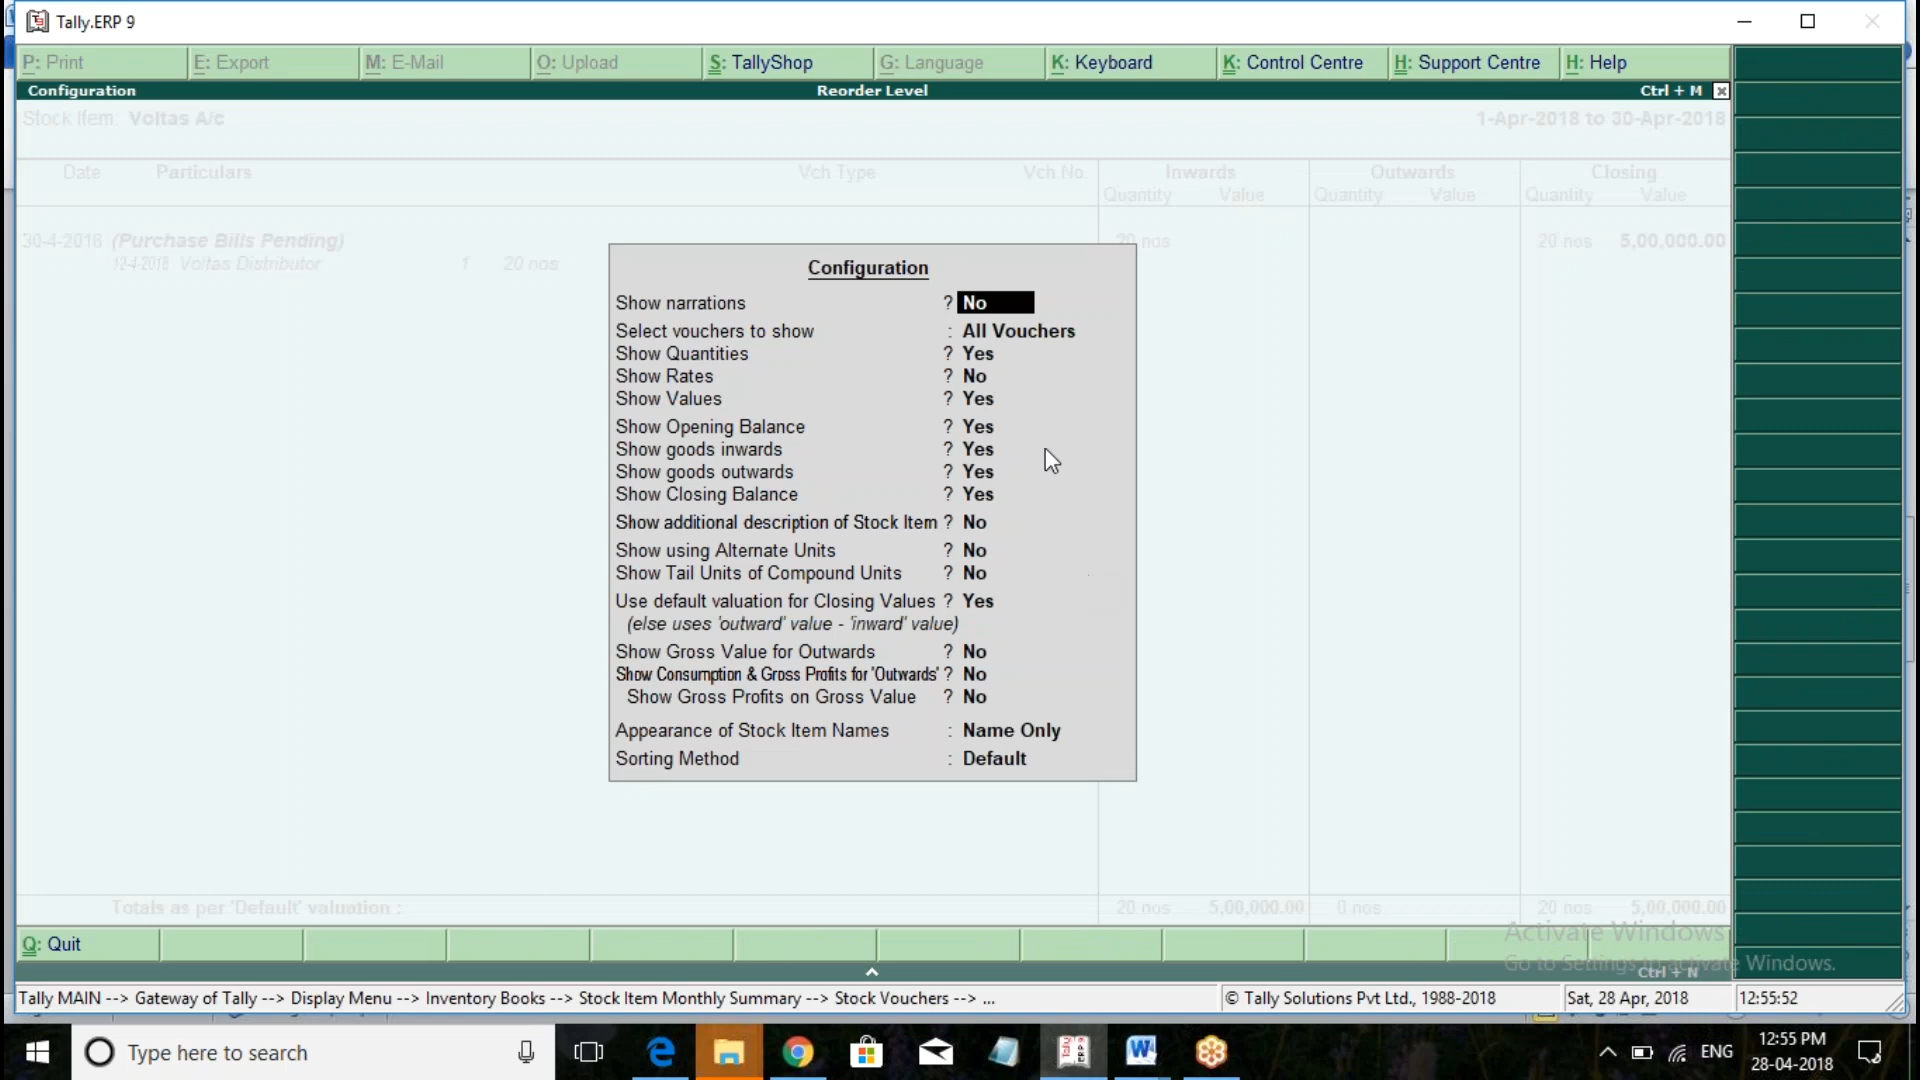 Tally.ERP 9
P: Print E: Export M: E-Mail O: Upload S: TallyShop G: Language K: Keyboard K: Control Centre H: Support Centre H: Help
Configuration Reorder Level Ctrl + M
Stock Item: Voltas A/c 1-Apr-2018 to 30-Apr-2018
Date Particulars Vch Type Vch No. Inwards Outwards Closing
Quantity Value Quantity Value Quantity Value
30-4-2018 (Purchase Bills Pending) 20 nos 20 nos 5,00,000.00
12-4-2018 Voltas Distributor 1 20 nos
Configuration
Show narrations ? No
Select vouchers to show : All Vouchers
Show Quantities ? Yes
Show Rates ? No
Show Values ? Yes
Show Opening Balance ? Yes
Show goods inwards ? Yes
Show goods outwards ? Yes
Show Closing Balance ? Yes
Show additional description of Stock Item ? No
Show using Alternate Units ? No
Show Tail Units of Compound Units ? No
Use default valuation for Closing Values ? Yes
(else uses 'outward' value - 'inward' value)
Show Gross Value for Outwards ? No
Show Consumption & Gross Profits for 'Outwards' ? No
Show Gross Profits on Gross Value ? No
Appearance of Stock Item Names : Name Only
Sorting Method : Default
Totals as per 'Default' valuation : 20 nos 5,00,000.00 0 nos 20 nos 5,00,000.00
Activate Windows
Q: Quit
Go to Settings to activate Windows.
Ctrl + N
Tally MAIN --> Gateway of Tally --> Display Menu --> Inventory Books --> Stock Item Monthly Summary --> Stock Vouchers --> ... © Tally Solutions Pvt Ltd., 1988-2018 Sat, 28 Apr, 2018 12:55:52
Type here to search ENG 12:55 PM
28-04-2018